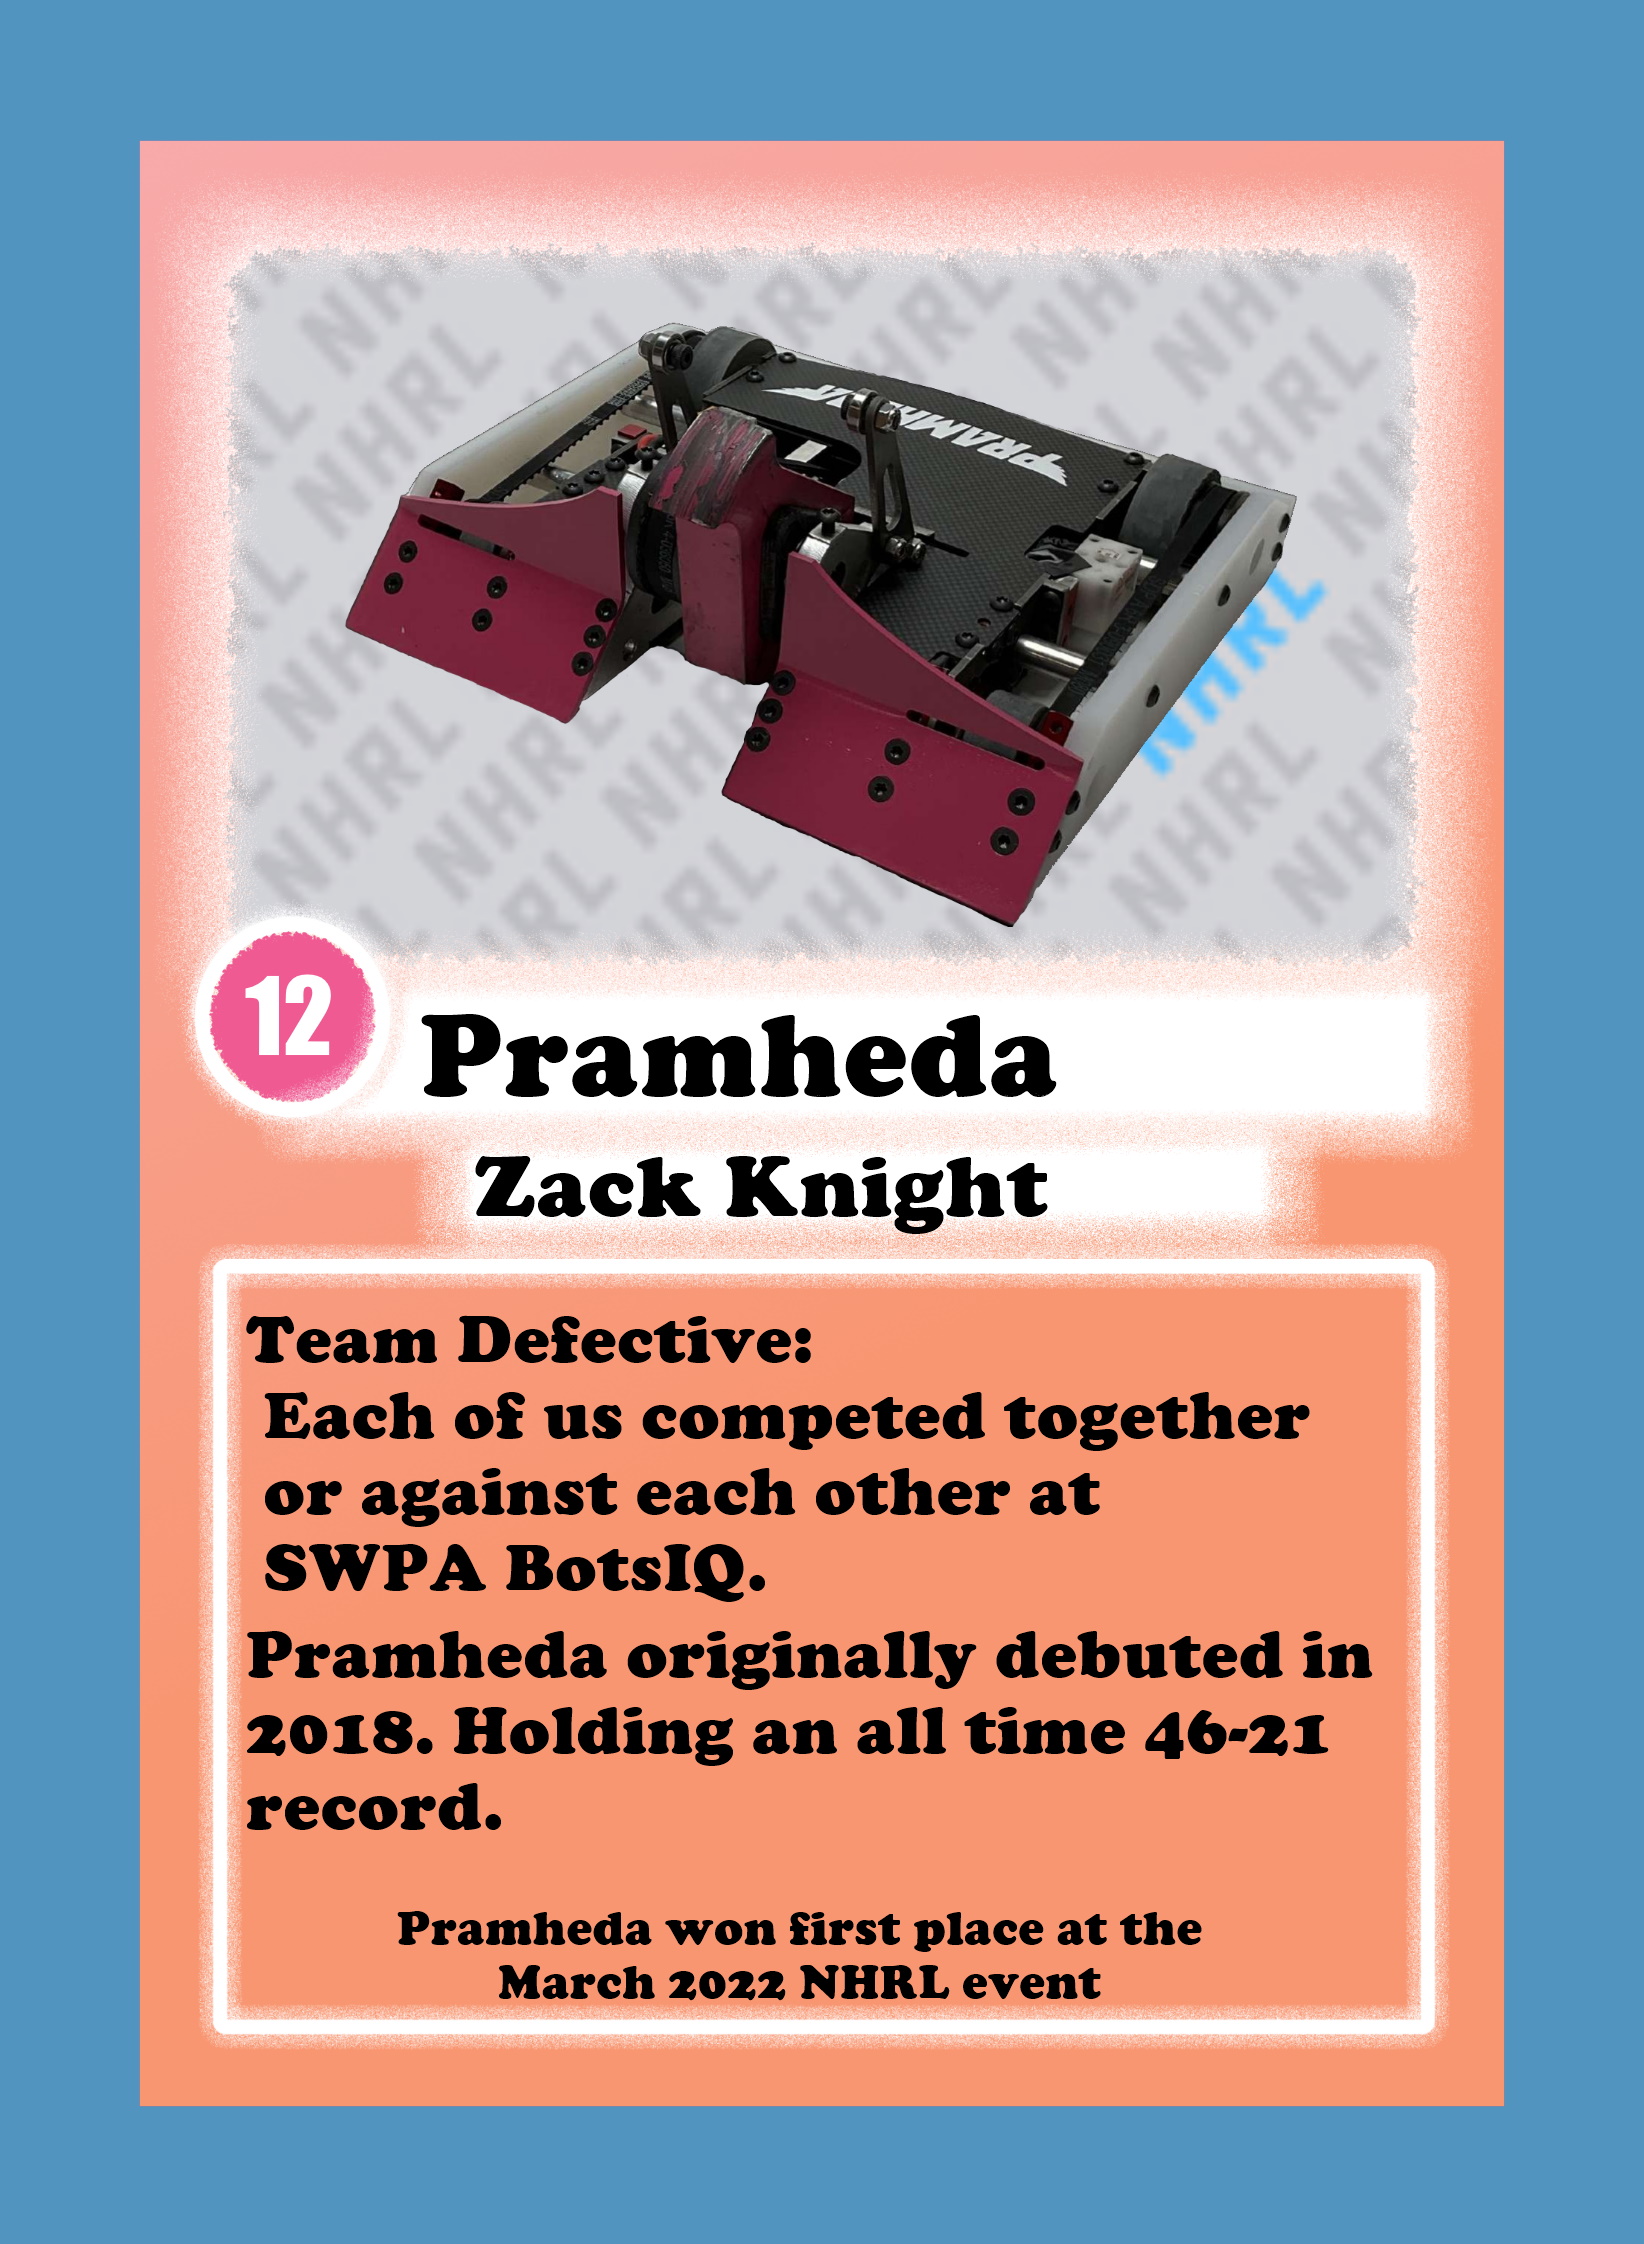 NHRL
12
Pramheda
Zack Knight
Team Defective:
Each of us competed together
or against each other at
SWPA BotsIQ.
Pramheda originally debuted in
2018. Holding an all time 46-21
record.
Pramheda won first place at the
March 2022 NHRL event